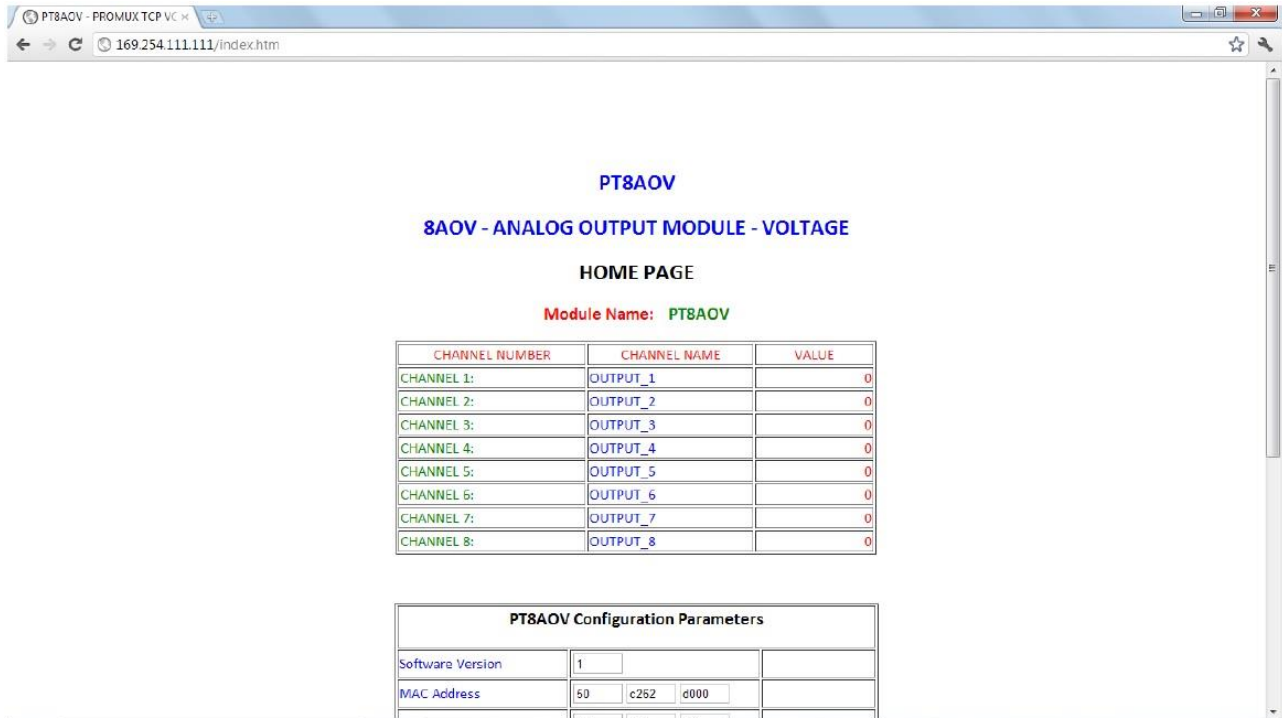 PT8AOV - PROMUX TCP VC
169.254.111.111/index.htm
PT8AOV
8AOV - ANALOG OUTPUT MODULE - VOLTAGE
HOME PAGE
Module Name: PT8AOV
CHANNEL NUMBER CHANNEL NAME VALUE
CHANNEL 1: OUTPUT_1 0
CHANNEL 2: OUTPUT_2 0
CHANNEL 3: OUTPUT_3 0
CHANNEL 4: OUTPUT_4 0
CHANNEL 5: OUTPUT_5 0
CHANNEL 6: OUTPUT_6 0
CHANNEL 7: OUTPUT_7 0
CHANNEL 8: OUTPUT_8 0
PT8AOV Configuration Parameters
Software Version 1
MAC Address 50 c262 d000